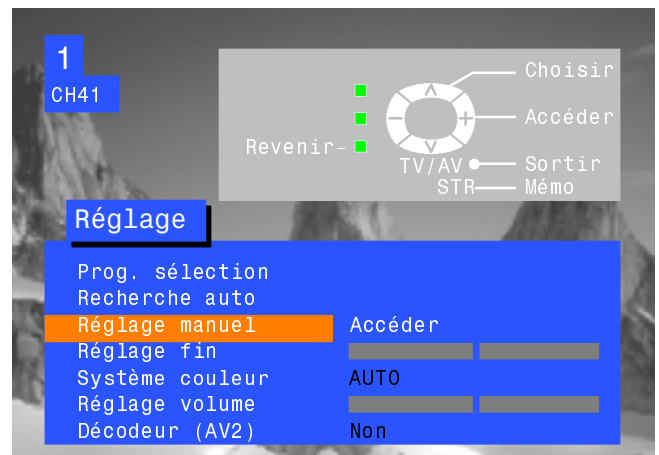 1
CH41
Choisir
Accéder
Revenir
TV/AV Sortir
STR Mémo
Réglage
Prog. sélection
Recherche auto
Réglage manuel Accéder
Réglage fin
Système couleur AUTO
Réglage volume
Décodeur (AV2) Non